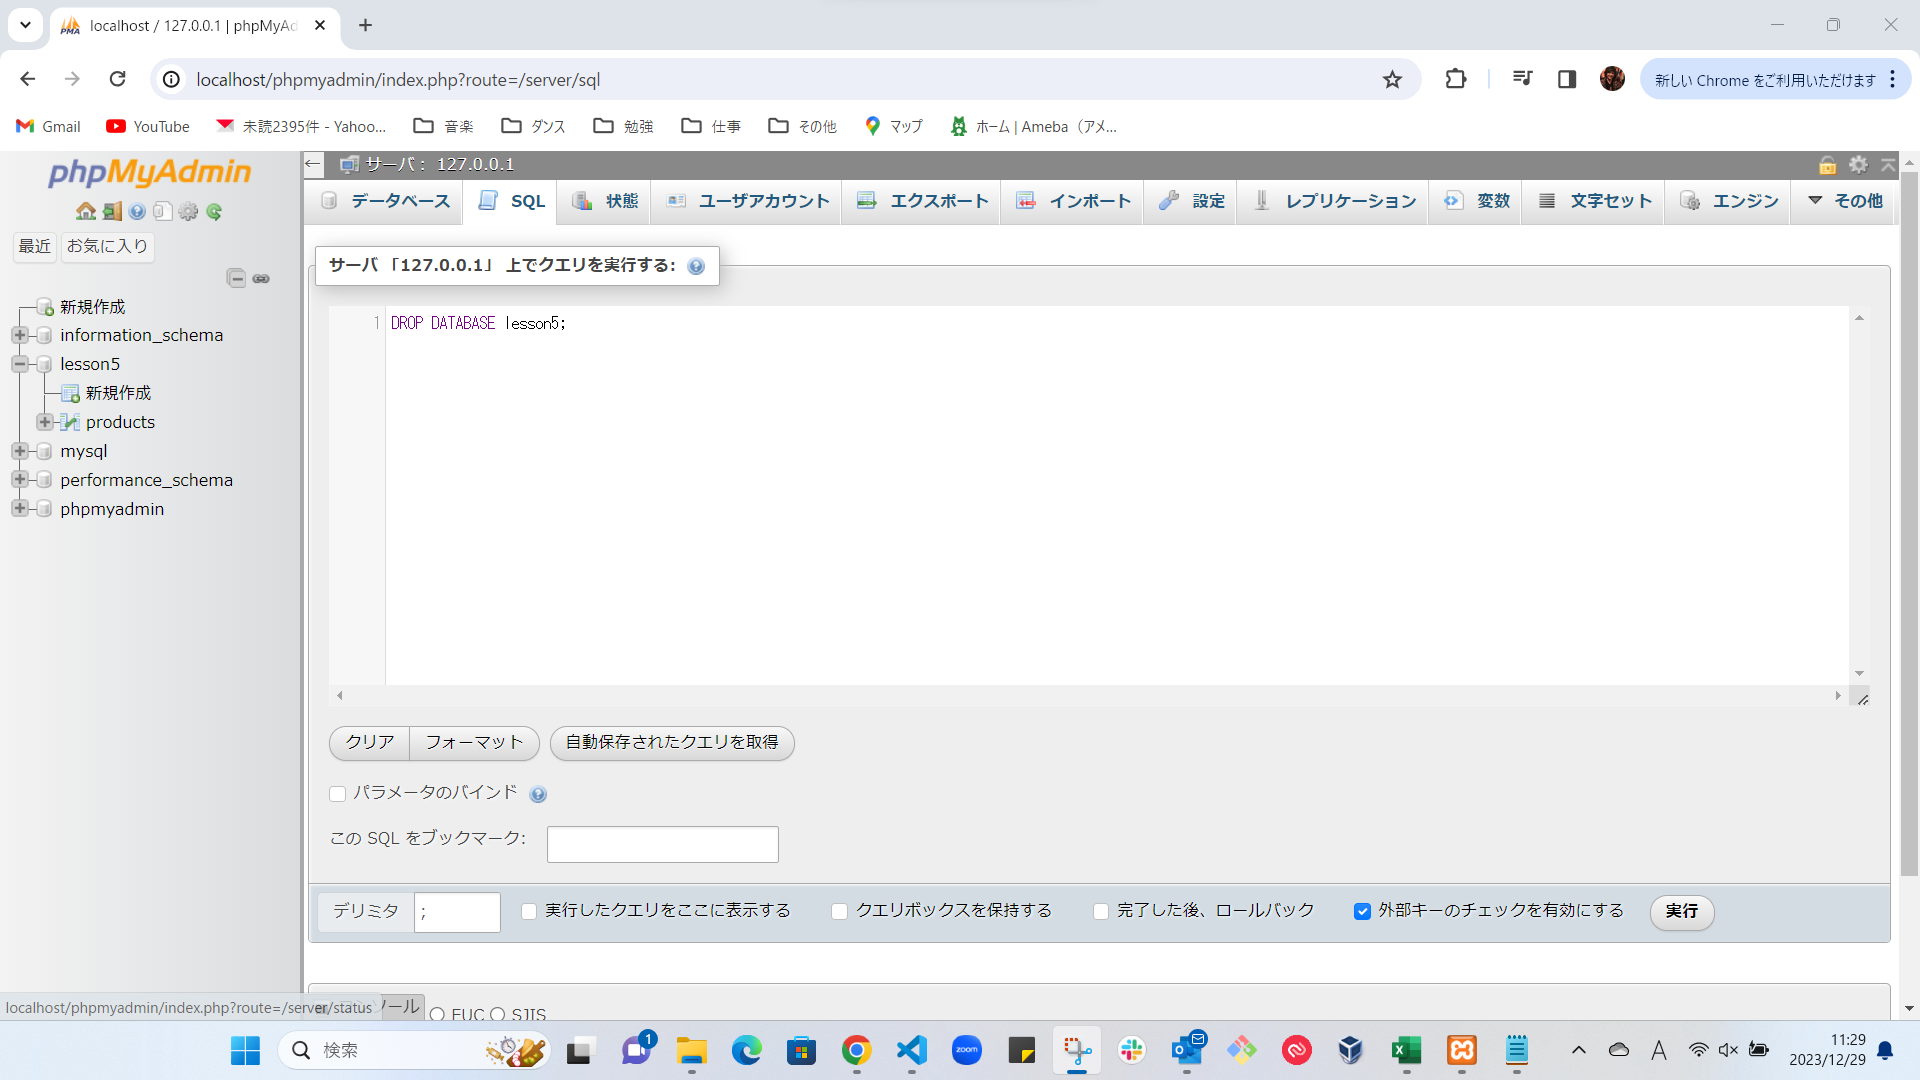 localhost / 127.0.0.1 | phpMyAd
localhost/phpmyadmin/index.php?route=/server/sql
新しい Chrome をご利用いただけます
Gmail
YouTube
未読2395件 - Yahoo...
音楽
ダンス
勉強
仕事
その他
マップ
ホーム | Ameba（アメ...
phpMyAdmin
サーバ： 127.0.0.1
データベース
SQL
状態
ユーザアカウント
エクスポート
インポート
設定
レプリケーション
変数
文字セット
エンジン
その他
最近
お気に入り
新規作成
information_schema
lesson5
新規作成
products
mysql
performance_schema
phpmyadmin
サーバ 「127.0.0.1」 上でクエリを実行する:
1 DROP DATABASE lesson5;
クリア
フォーマット
自動保存されたクエリを取得
パラメータのバインド
この SQL をブックマーク:
デリミタ
;
実行したクエリをここに表示する
クエリボックスを保持する
完了した後、ロールバック
外部キーのチェックを有効にする
実行
localhost/phpmyadmin/index.php?route=/server/status
EUC
SJIS
検索
1
zoom
A
11:29
2023/12/29